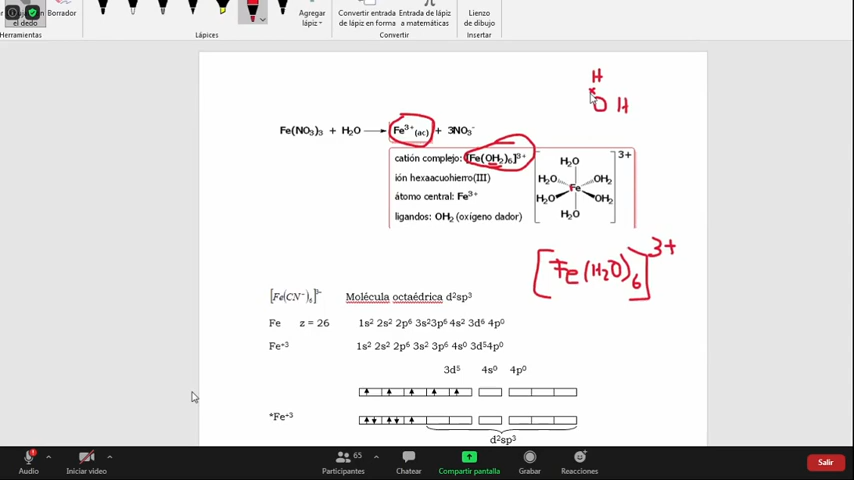 Borrador
el dedo
Herramientas
Lápices
Agregar lápiz
Convertir entrada de lápiz en forma
Entrada de lápiz a matemáticas
Convertir
Lienzo de dibujo
Insertar
H
x
O H
Fe(NO₃)₃ + H₂O ⟶ Fe³⁺(ac) + 3NO₃⁻
catión complejo: [Fe(OH₂)₆]³⁺
ión hexaacuohierro(III)
átomo central: Fe³⁺
ligandos: OH₂ (oxígeno dador)
3+
H₂O
H₂O OH₂
Fe
H₂O OH₂
H₂O
[Fe(H₂O)₆]³⁺
[Fe(CN⁻)₆]³⁻ Molécula octaédrica d²sp³
Fe z = 26 1s² 2s² 2p⁶ 3s²3p⁶ 4s² 3d⁶ 4p⁰
Fe⁺³ 1s² 2s² 2p⁶ 3s² 3p⁶ 4s⁰ 3d⁵4p⁰
3d⁵ 4s⁰ 4p⁰
*Fe⁺³
d²sp³
Audio
Iniciar video
65
Participantes
Chatear
Compartir pantalla
Grabar
Reacciones
Salir